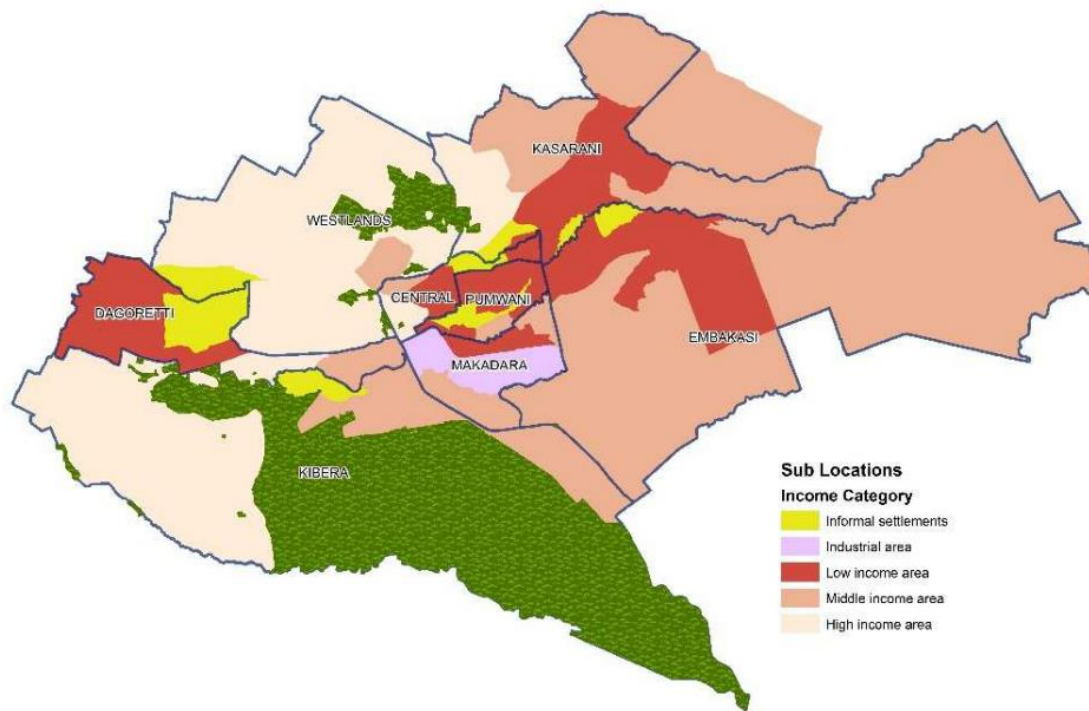 KASARANI
WESTLANDS
CENTRAL
PUMWANI
DAGORETTI
EMBAKASI
MAKADARA
KIBERA
Sub Locations
Income Category
Informal settlements
Industrial area
Low income area
Middle income area
High income area